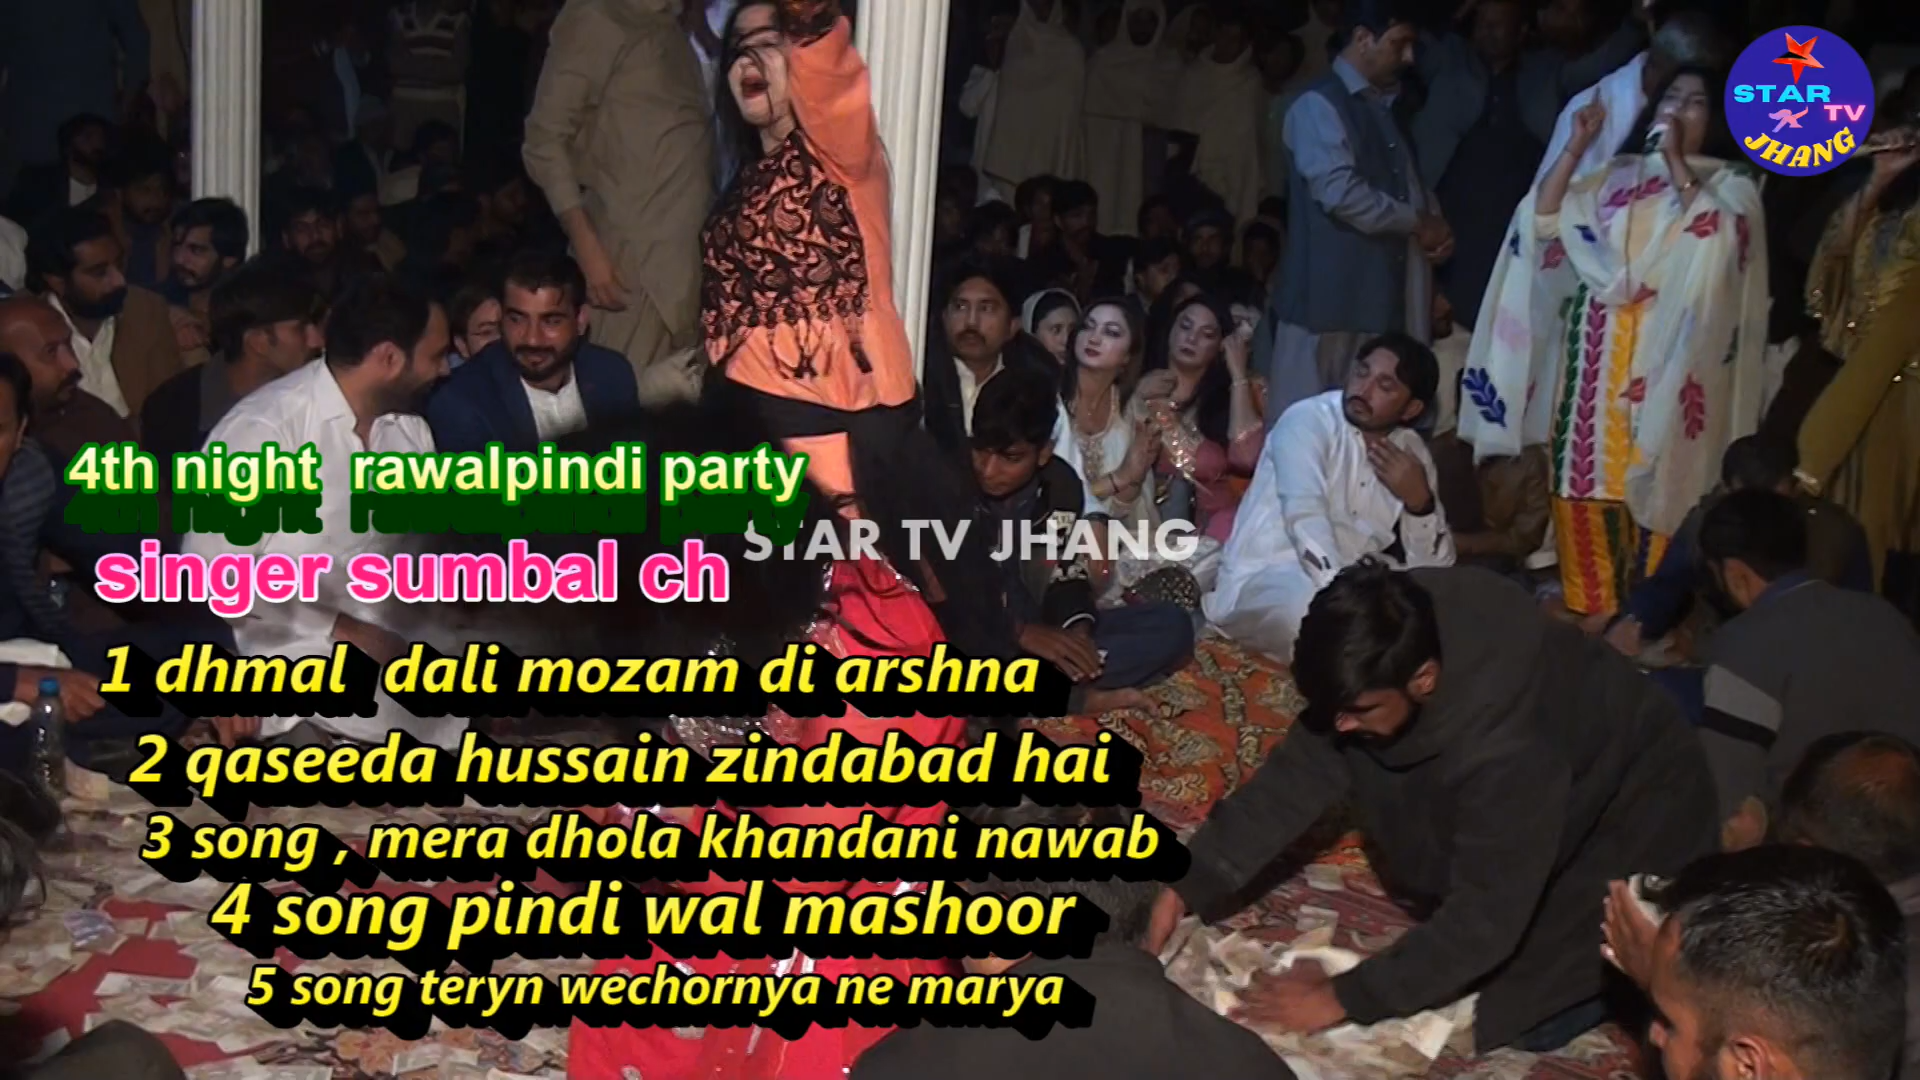 STAR
TV
JHANG
4th night rawalpindi party
STAR TV JHANG
singer sumbal ch
1 dhmal dali mozam di arshna
2 qaseeda hussain zindabad hai
3 song , mera dhola khandani nawab
4 song pindi wal mashoor
5 song teryn wechornya ne marya